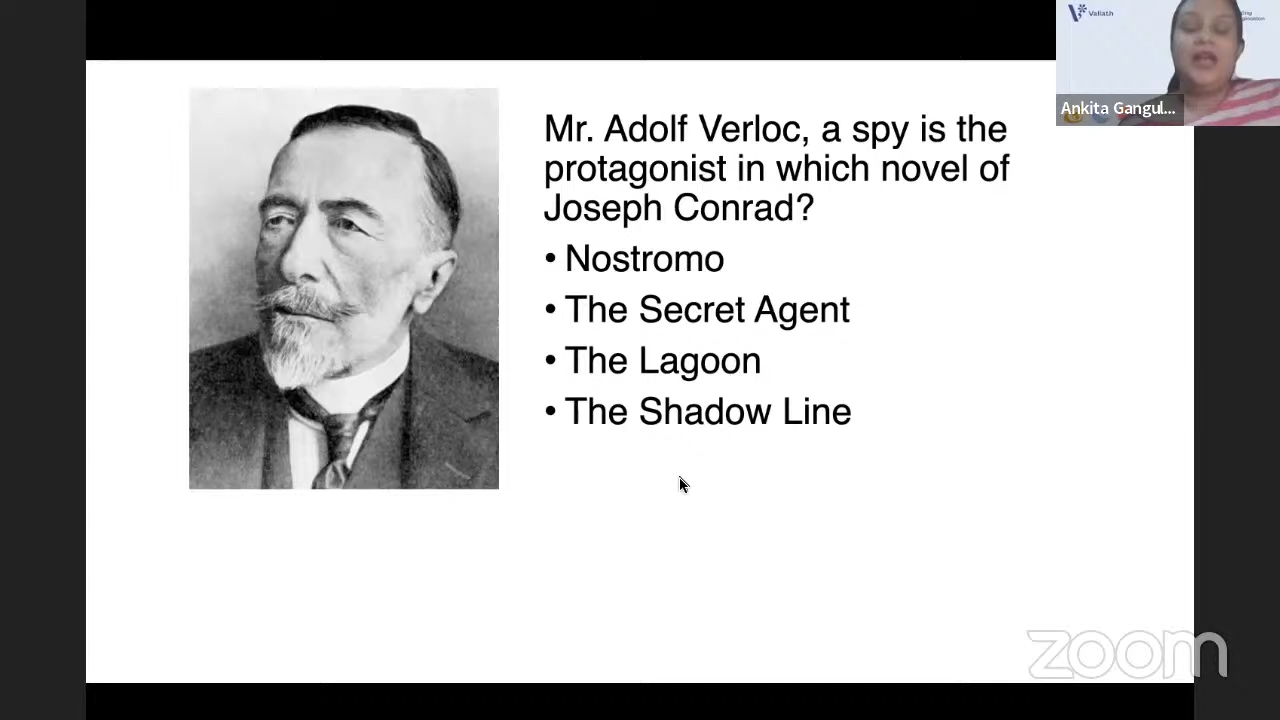 Valiath
Ankita Gangul...
Mr. Adolf Verloc, a spy is the
protagonist in which novel of
Joseph Conrad?
• Nostromo
• The Secret Agent
• The Lagoon
• The Shadow Line
zoom